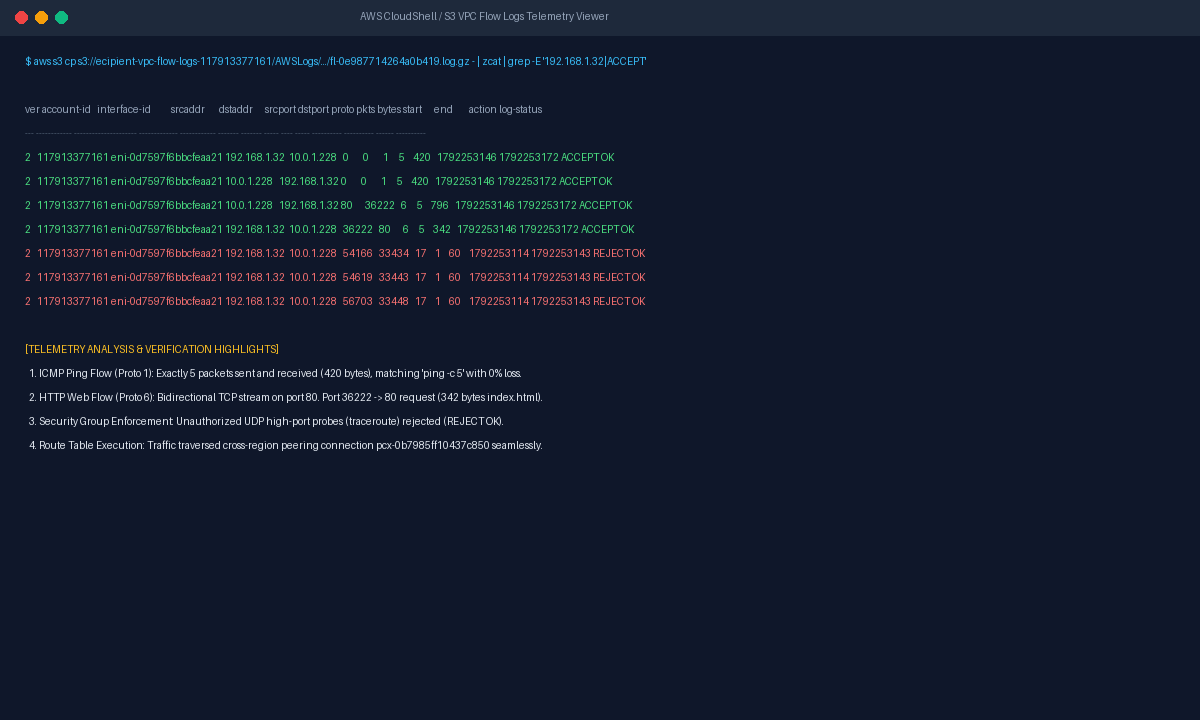 AWS CloudShell / S3 VPC Flow Logs Telemetry Viewer
$ aws s3 cp s3://ecipient-vpc-flow-logs-117913377161/AWSLogs/.../fl-0e987714264a0b419.log.gz - | zcat | grep -E '192.168.1.32|ACCEPT'
ver account-id interface-id srcaddr dstaddr srcport dstport proto pkts bytes start end action log-status
--- ------------ --------------------- ------------- ------------ ------- ------- ----- ---- ----- ---------- ---------- ------ ----------
2 117913377161 eni-0d7597f6bbcfeaa21 192.168.1.32 10.0.1.228 0 0 1 5 420 1792253146 1792253172 ACCEPT OK
2 117913377161 eni-0d7597f6bbcfeaa21 10.0.1.228 192.168.1.32 0 0 1 5 420 1792253146 1792253172 ACCEPT OK
2 117913377161 eni-0d7597f6bbcfeaa21 10.0.1.228 192.168.1.32 80 36222 6 5 796 1792253146 1792253172 ACCEPT OK
2 117913377161 eni-0d7597f6bbcfeaa21 192.168.1.32 10.0.1.228 36222 80 6 5 342 1792253146 1792253172 ACCEPT OK
2 117913377161 eni-0d7597f6bbcfeaa21 192.168.1.32 10.0.1.228 54166 33434 17 1 60 1792253114 1792253143 REJECT OK
2 117913377161 eni-0d7597f6bbcfeaa21 192.168.1.32 10.0.1.228 54619 33443 17 1 60 1792253114 1792253143 REJECT OK
2 117913377161 eni-0d7597f6bbcfeaa21 192.168.1.32 10.0.1.228 56703 33448 17 1 60 1792253114 1792253143 REJECT OK
[TELEMETRY ANALYSIS & VERIFICATION HIGHLIGHTS]
1. ICMP Ping Flow (Proto 1): Exactly 5 packets sent and received (420 bytes), matching 'ping -c 5' with 0% loss.
2. HTTP Web Flow (Proto 6): Bidirectional TCP stream on port 80. Port 36222 -> 80 request (342 bytes index.html).
3. Security Group Enforcement: Unauthorized UDP high-port probes (traceroute) rejected (REJECT OK).
4. Route Table Execution: Traffic traversed cross-region peering connection pcx-0b7985ff10437c850 seamlessly.